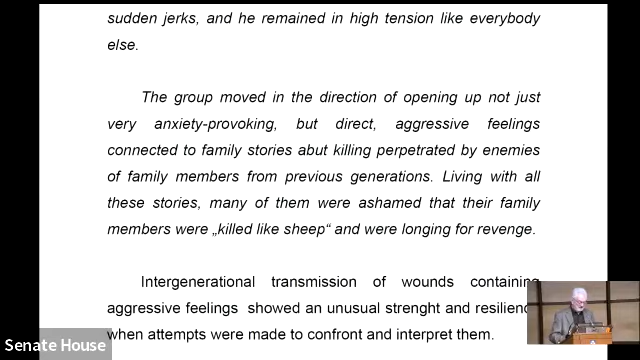 sudden jerks, and he remained in high tension like everybody
else.
The group moved in the direction of opening up not just
very anxiety-provoking, but direct, aggressive feelings
connected to family stories abut killing perpetrated by enemies
of family members from previous generations. Living with all
these stories, many of them were ashamed that their family
members were „killed like sheep“ and were longing for revenge.
Intergenerational transmission of wounds containing
aggressive feelings showed an unusual strenght and resilienc
when attempts were made to confront and interpret them.
Senate House